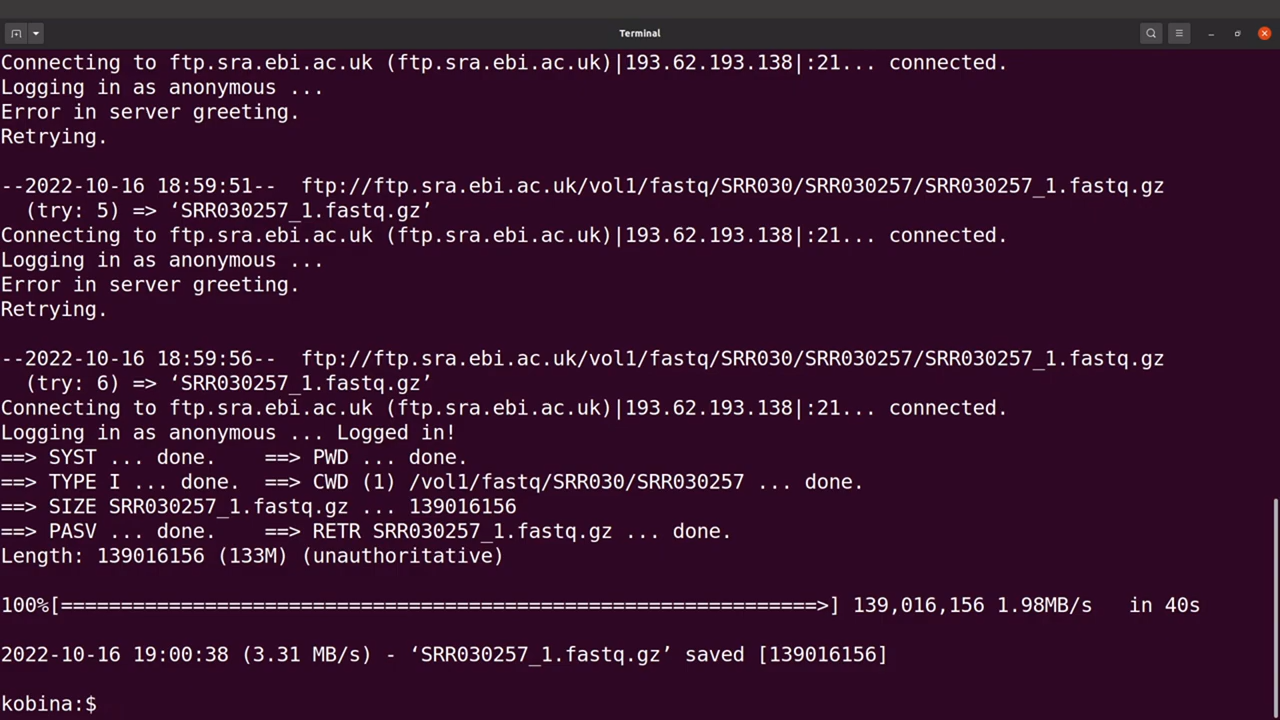 Terminal
Connecting to ftp.sra.ebi.ac.uk (ftp.sra.ebi.ac.uk)|193.62.193.138|:21... connected.
Logging in as anonymous ...
Error in server greeting.
Retrying.
--2022-10-16 18:59:51--  ftp://ftp.sra.ebi.ac.uk/vol1/fastq/SRR030/SRR030257/SRR030257_1.fastq.gz
  (try: 5) => ‘SRR030257_1.fastq.gz’
Connecting to ftp.sra.ebi.ac.uk (ftp.sra.ebi.ac.uk)|193.62.193.138|:21... connected.
Logging in as anonymous ...
Error in server greeting.
Retrying.
--2022-10-16 18:59:56--  ftp://ftp.sra.ebi.ac.uk/vol1/fastq/SRR030/SRR030257/SRR030257_1.fastq.gz
  (try: 6) => ‘SRR030257_1.fastq.gz’
Connecting to ftp.sra.ebi.ac.uk (ftp.sra.ebi.ac.uk)|193.62.193.138|:21... connected.
Logging in as anonymous ... Logged in!
==> SYST ... done.    ==> PWD ... done.
==> TYPE I ... done.  ==> CWD (1) /vol1/fastq/SRR030/SRR030257 ... done.
==> SIZE SRR030257_1.fastq.gz ... 139016156
==> PASV ... done.    ==> RETR SRR030257_1.fastq.gz ... done.
Length: 139016156 (133M) (unauthoritative)
100%[===============================================================>] 139,016,156 1.98MB/s   in 40s
2022-10-16 19:00:38 (3.31 MB/s) - ‘SRR030257_1.fastq.gz’ saved [139016156]
kobina:$